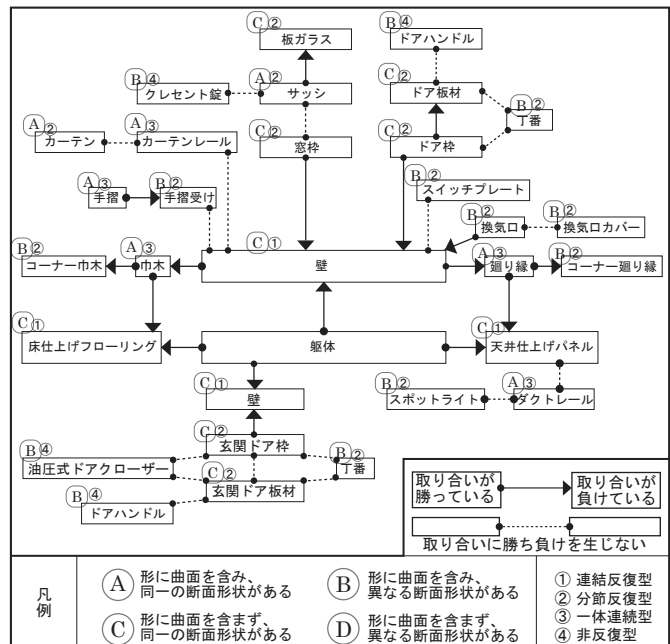 C② 板ガラス
B④ ドアハンドル
B④ クレセント錠
A② サッシ
C② ドア板材
B② 丁番
A② カーテン
A③ カーテンレール
C② 窓枠
C② ドア枠
A③ 手摺
B② 手摺受け
B② スイッチプレート
B② 換気口
B② 換気口カバー
B② コーナー巾木
A③ 巾木
C① 壁
A③ 廻り縁
B② コーナー廻り縁
C① 床仕上げフローリング
躯体
C① 天井仕上げパネル
C① 壁
B② スポットライト
A③ ダクトレール
C② 玄関ドア枠
B④ 油圧式ドアクローザー
B② 丁番
C② 玄関ドア板材
B④ ドアハンドル
取り合いが
勝っている
取り合いが
負けている
取り合いに勝ち負けを生じない
凡例
A 形に曲面を含み、
同一の断面形状がある
B 形に曲面を含み、
異なる断面形状がある
C 形に曲面を含まず、
同一の断面形状がある
D 形に曲面を含まず、
異なる断面形状がある
① 連結反復型
② 分節反復型
③ 一体連続型
④ 非反復型